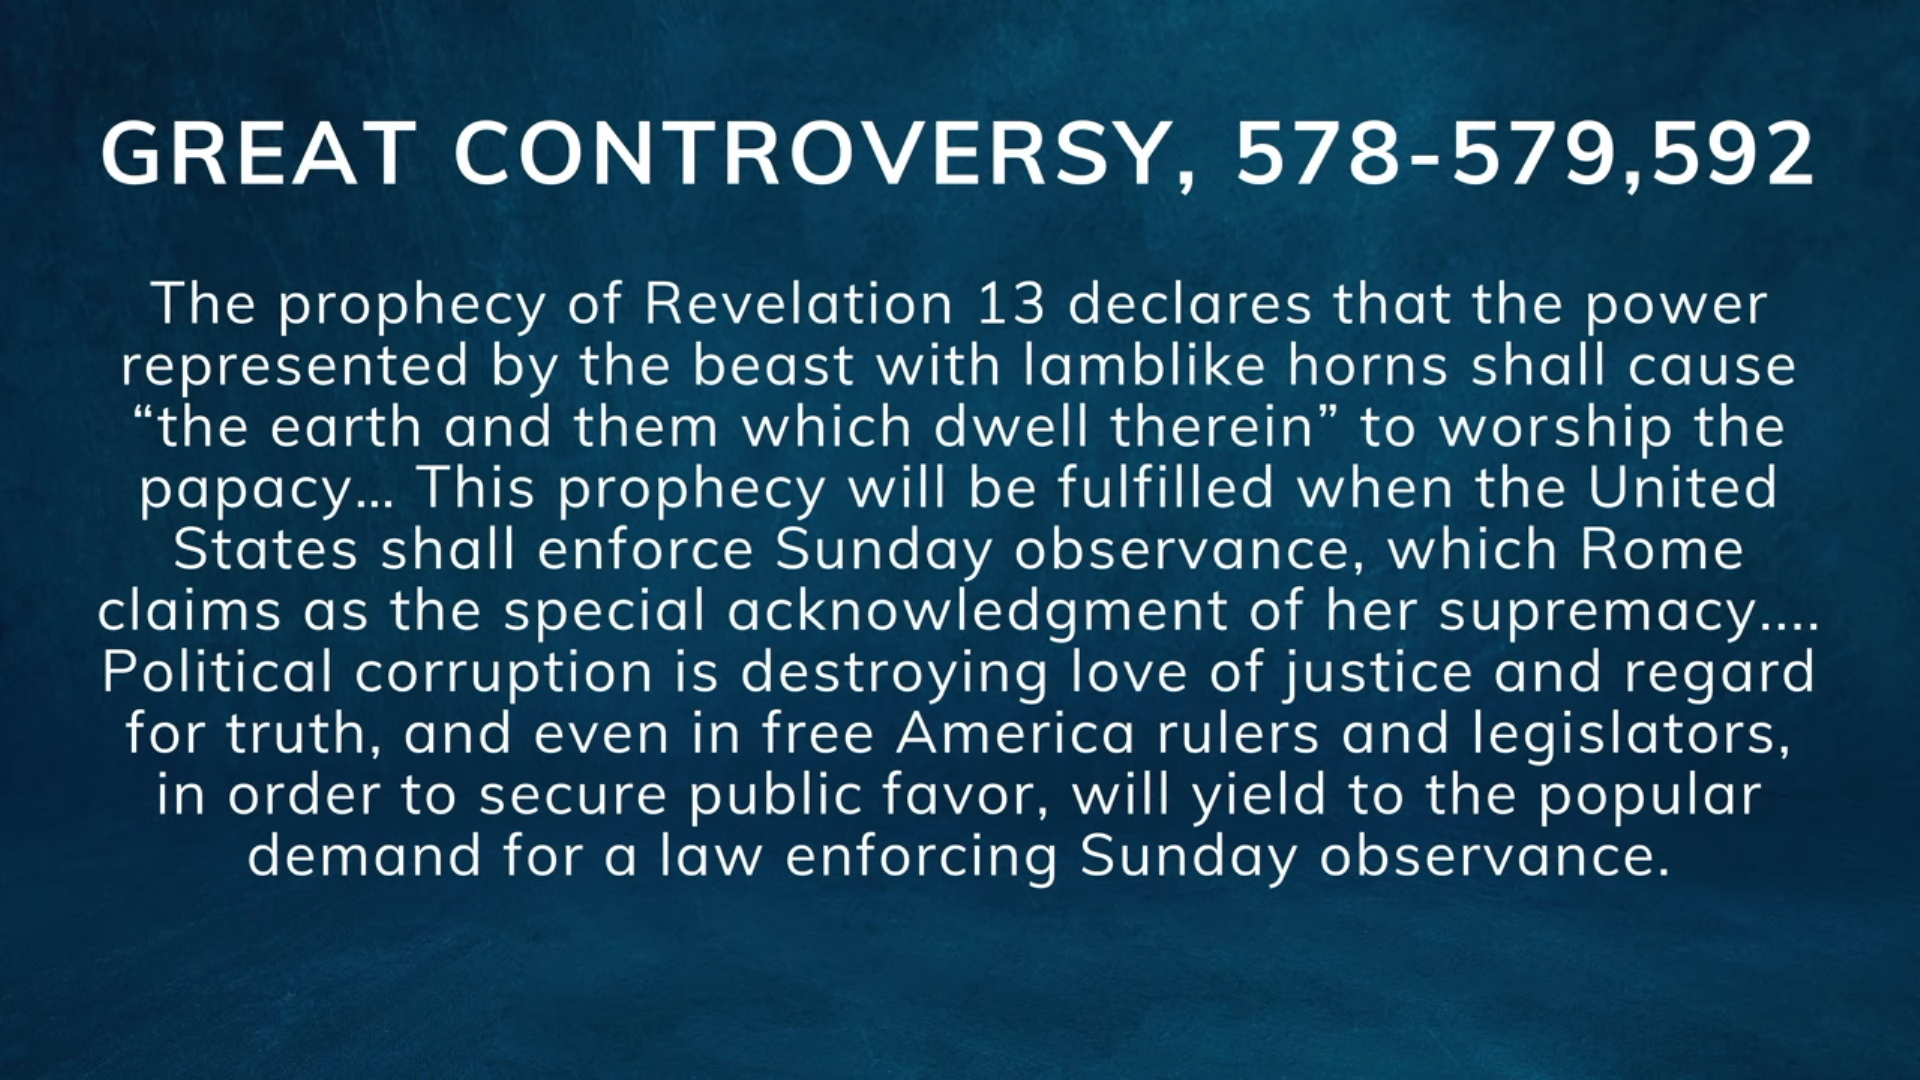 GREAT CONTROVERSY, 578-579,592
The prophecy of Revelation 13 declares that the power
represented by the beast with lamblike horns shall cause
“the earth and them which dwell therein” to worship the
papacy... This prophecy will be fulfilled when the United
States shall enforce Sunday observance, which Rome
claims as the special acknowledgment of her supremacy....
Political corruption is destroying love of justice and regard
for truth, and even in free America rulers and legislators,
in order to secure public favor, will yield to the popular
demand for a law enforcing Sunday observance.